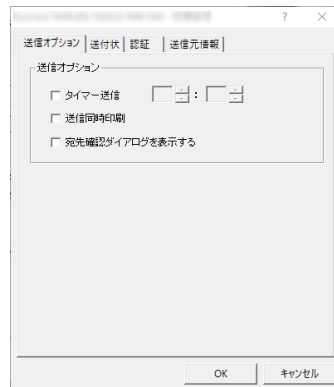 ? ×
送信オプション 送付状 認証 送信元情報
送信オプション
タイマー送信 :
送信同時印刷
宛先確認ダイアログを表示する
OK キャンセル